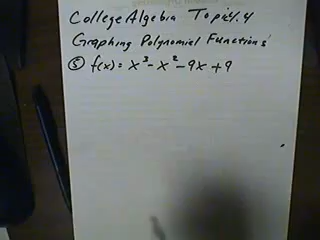 College Algebra Topic 4.4
Graphing Polynomial Functions
⑤ f(x) = x³ - x² - 9x + 9